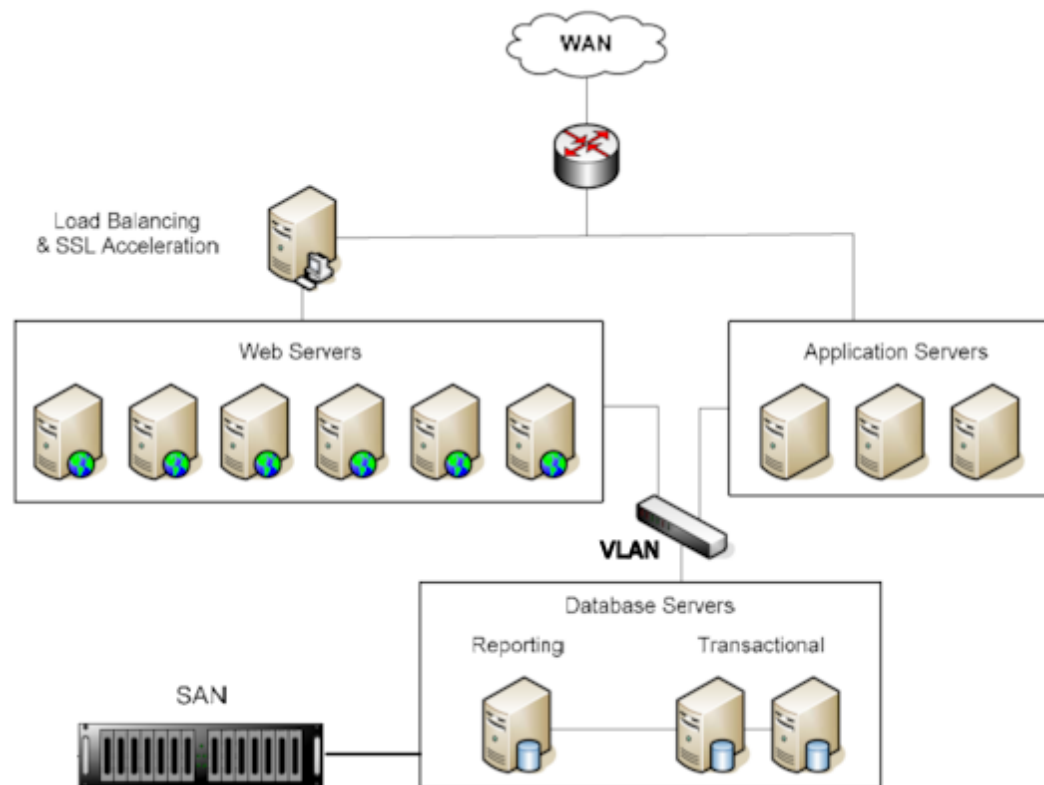 WAN
Load Balancing
& SSL Acceleration
Web Servers
Application Servers
VLAN
Database Servers
Reporting
Transactional
SAN